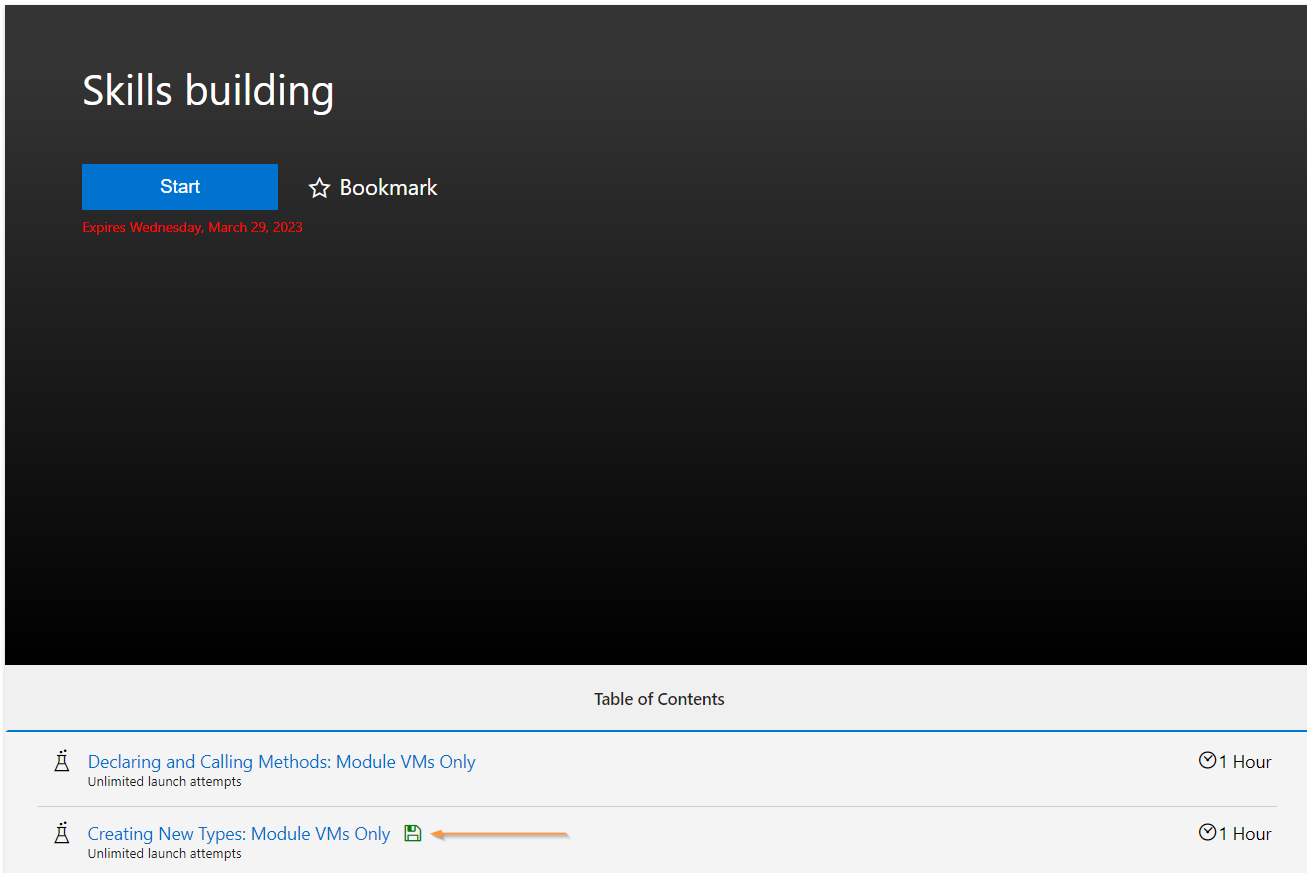 Skills building
Start
Bookmark
Expires Wednesday, March 29, 2023
Table of Contents
Declaring and Calling Methods: Module VMs Only
1 Hour
Unlimited launch attempts
Creating New Types: Module VMs Only
1 Hour
Unlimited launch attempts